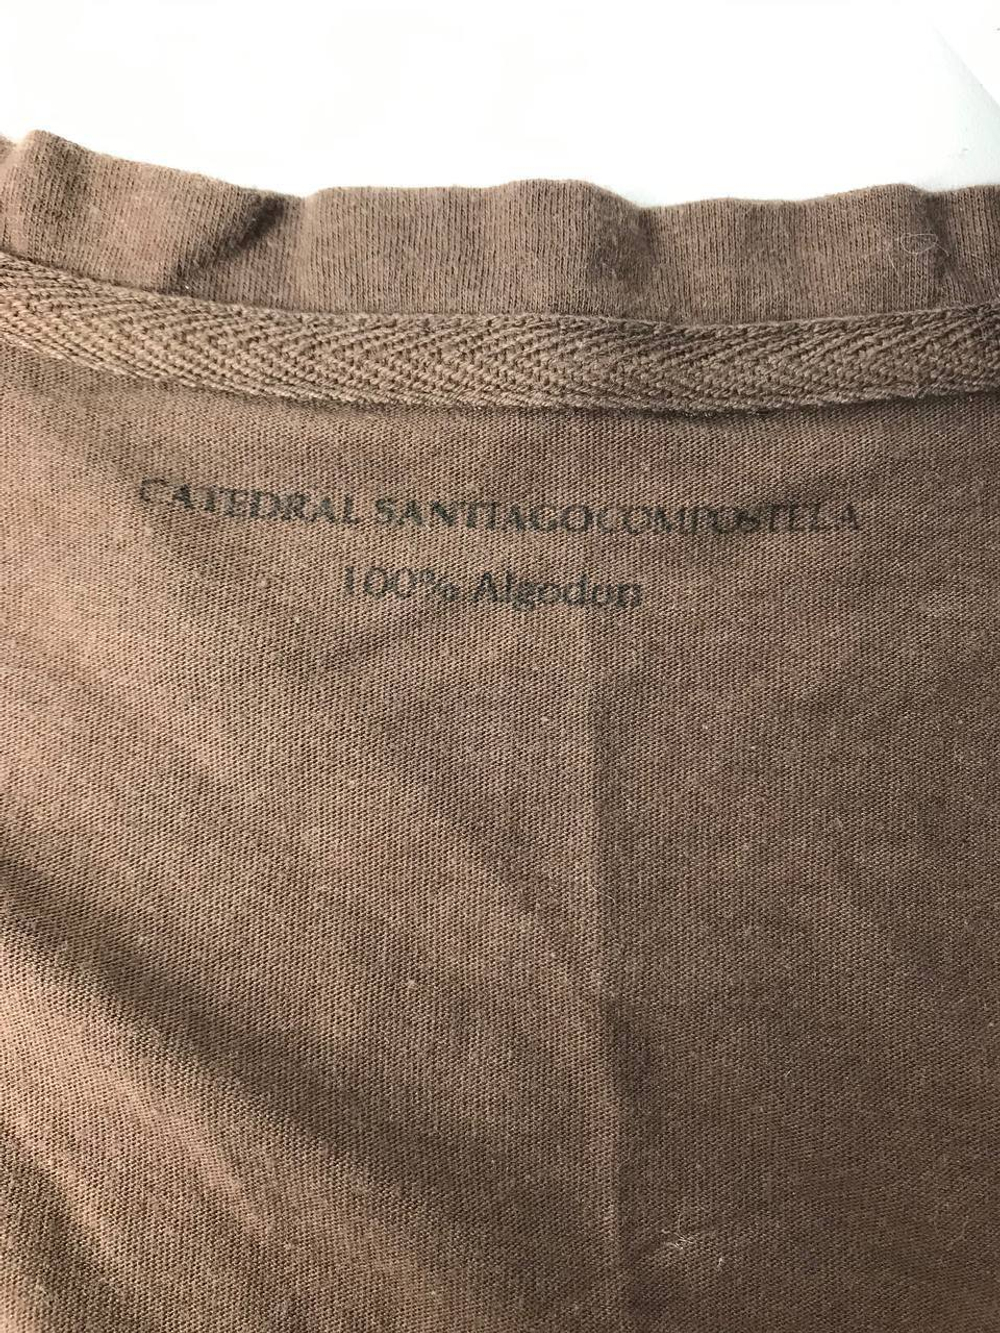 CATEDRAL SANTIAGOCOMPOSTELA
100% Algodon